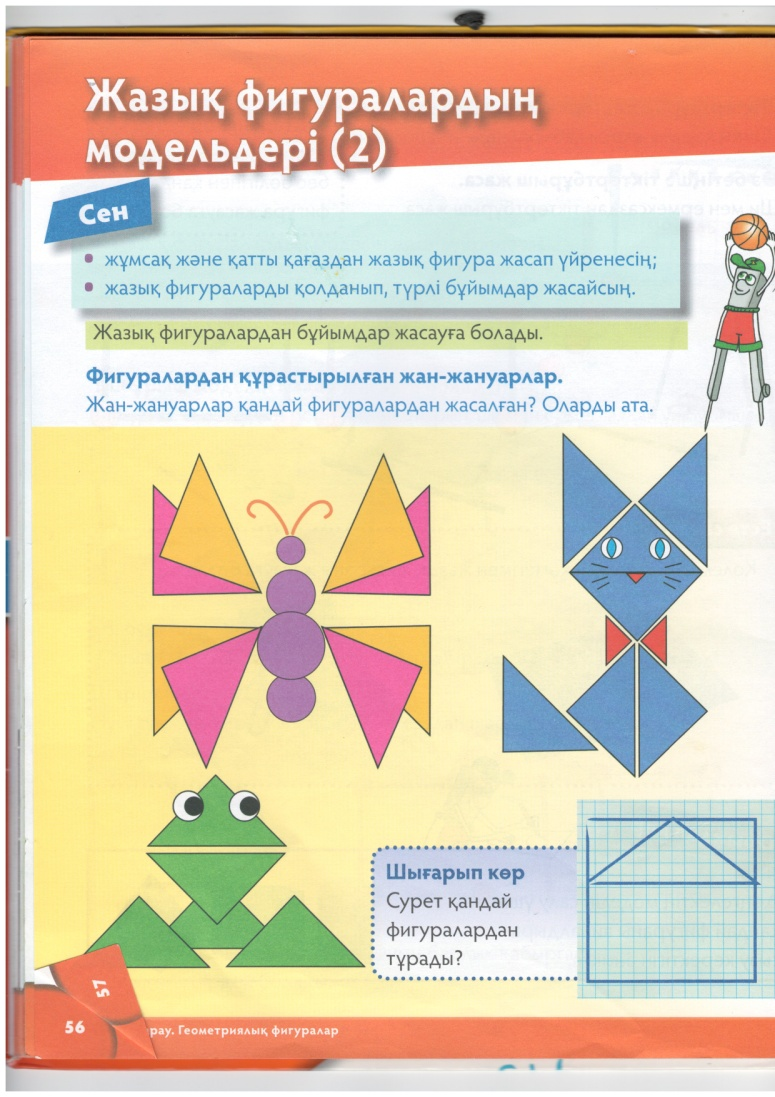 Жазық фигуралардың
модельдері (2)
Сен
• жұмсақ және қатты қағаздан жазық фигура жасап үйренесің;
• жазық фигураларды қолданып, түрлі бұйымдар жасайсың.
Жазық фигуралардан бұйымдар жасауға болады.
Фигуралардан құрастырылған жан-жануарлар.
Жан-жануарлар қандай фигуралардан жасалған? Оларды ата.
Шығарып көр
Сурет қандай
фигуралардан
тұрады?
57
56
рау. Геометриялық фигуралар